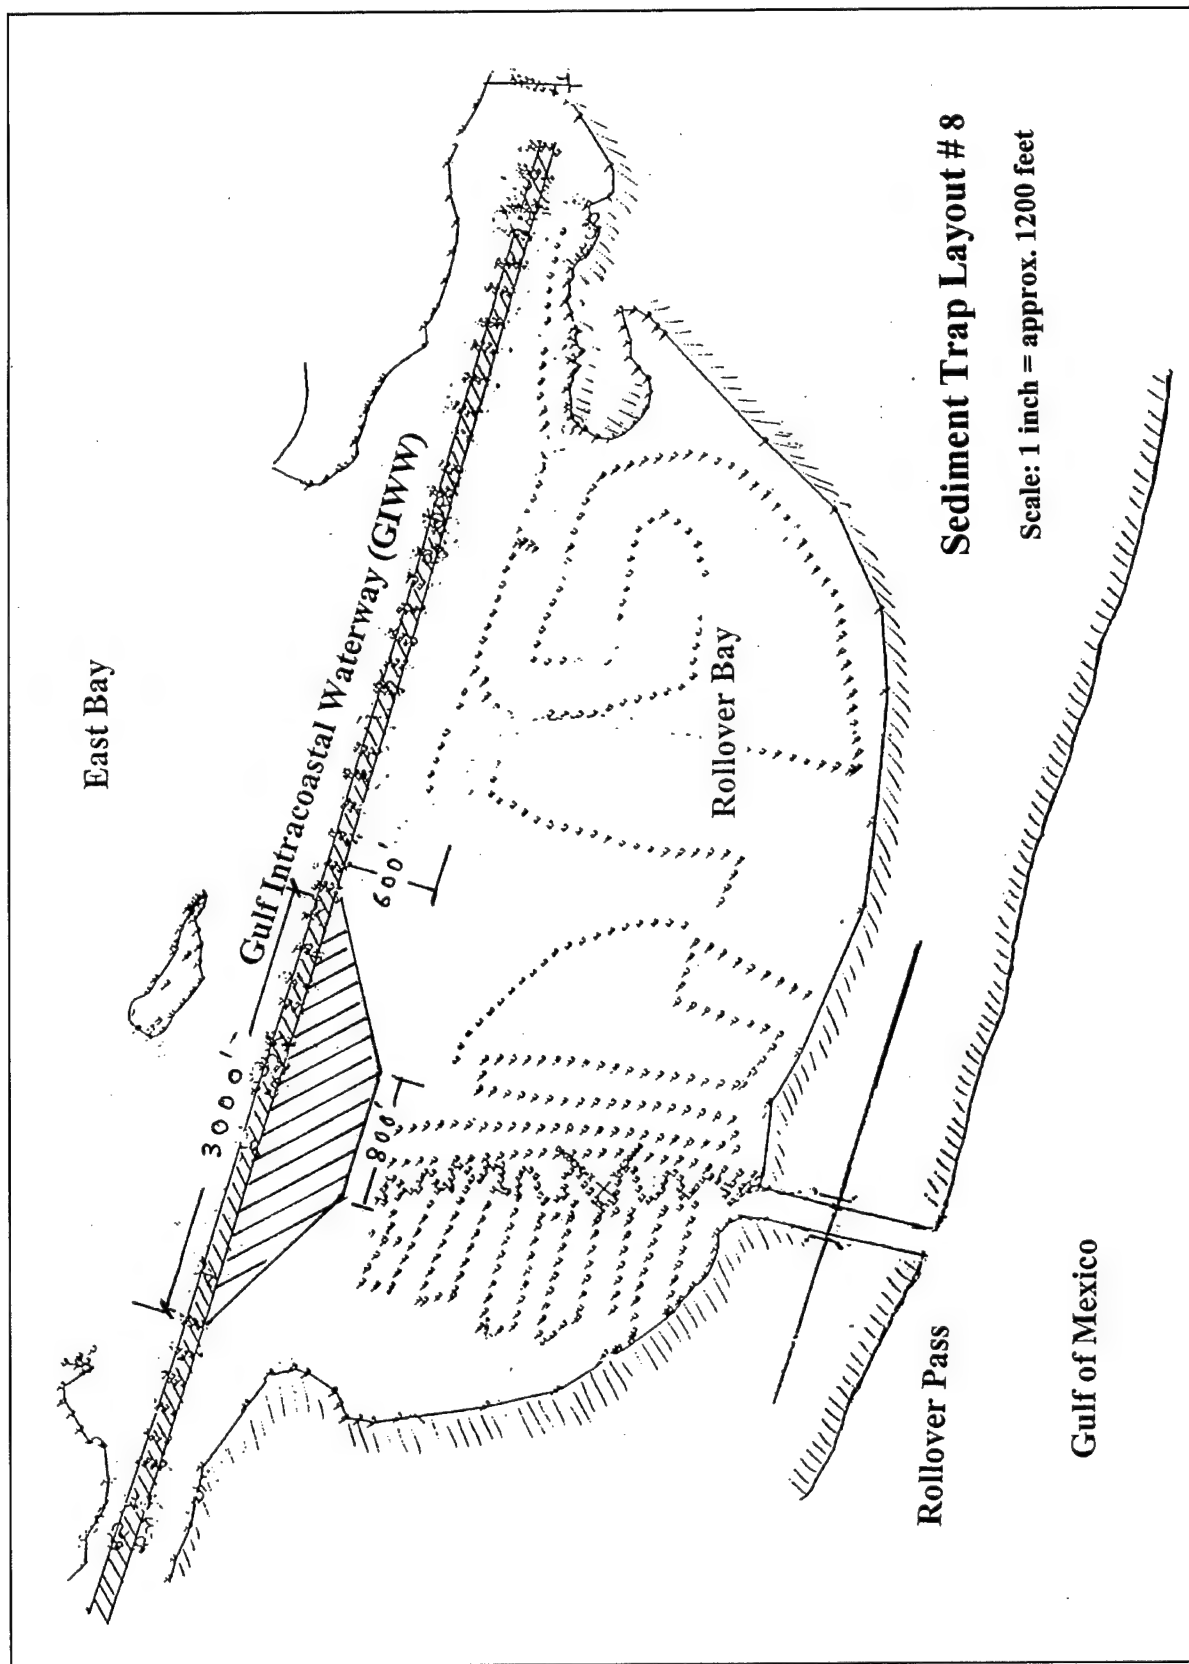 East Bay
Gulf Intracoastal Waterway (GIWW)
3000'
600'
800'
Rollover Bay
Sediment Trap Layout # 8
Scale: 1 inch = approx. 1200 feet
Rollover Pass
Gulf of Mexico